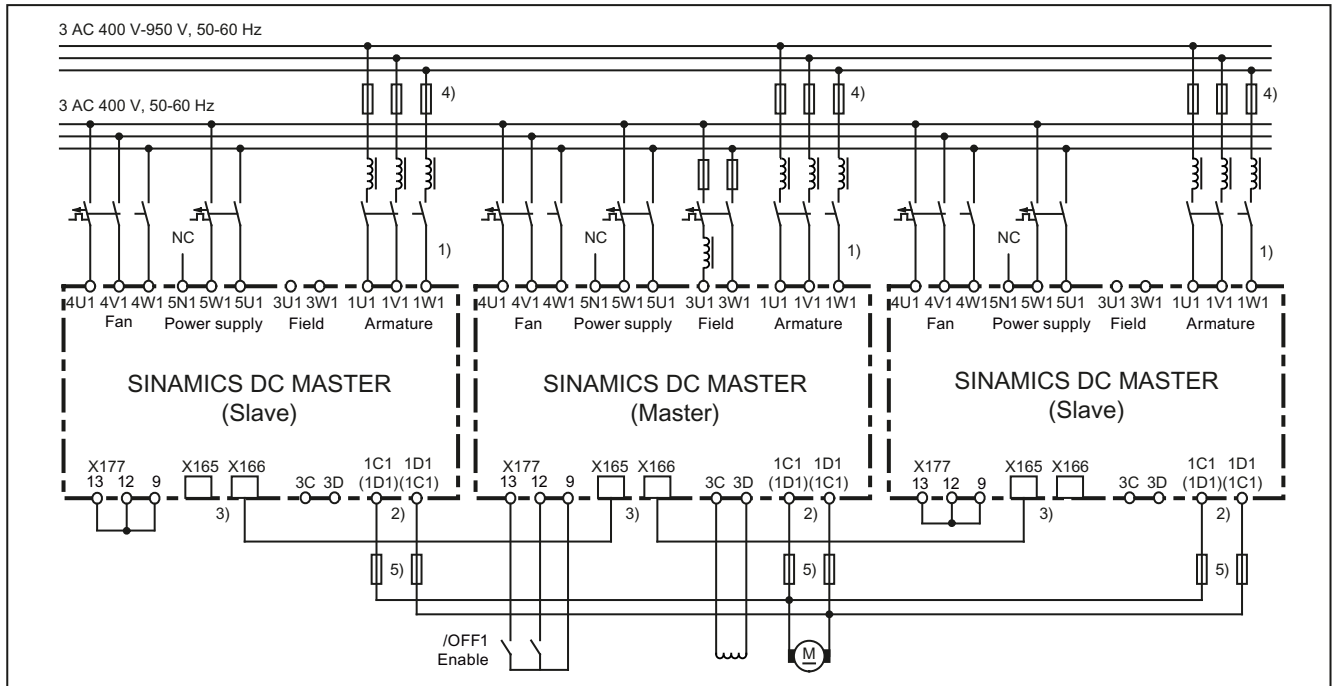 3 AC 400 V-950 V, 50-60 Hz
4) 4) 4)
3 AC 400 V, 50-60 Hz
NC 1) NC 1) NC 1)
4U1 4V1 4W1 5N1 5W1 5U1 3U1 3W1 1U1 1V1 1W1 4U1 4V1 4W1 5N1 5W1 5U1 3U1 3W1 1U1 1V1 1W1 4U1 4V1 4W1 5N1 5W1 5U1 3U1 3W1 1U1 1V1 1W1
Fan Power supply Field Armature Fan Power supply Field Armature Fan Power supply Field Armature
SINAMICS DC MASTER SINAMICS DC MASTER SINAMICS DC MASTER
(Slave) (Master) (Slave)
X177 X165 X166 1C1 1D1 X177 X165 X166 1C1 1D1 X177 X165 X166 1C1 1D1
13 12 9 3C 3D (1D1)(1C1) 13 12 9 3C 3D (1D1)(1C1) 13 12 9 3C 3D (1D1)(1C1)
3) 2) 3) 2) 3) 2)
5) 5) 5)
/OFF1
Enable
M